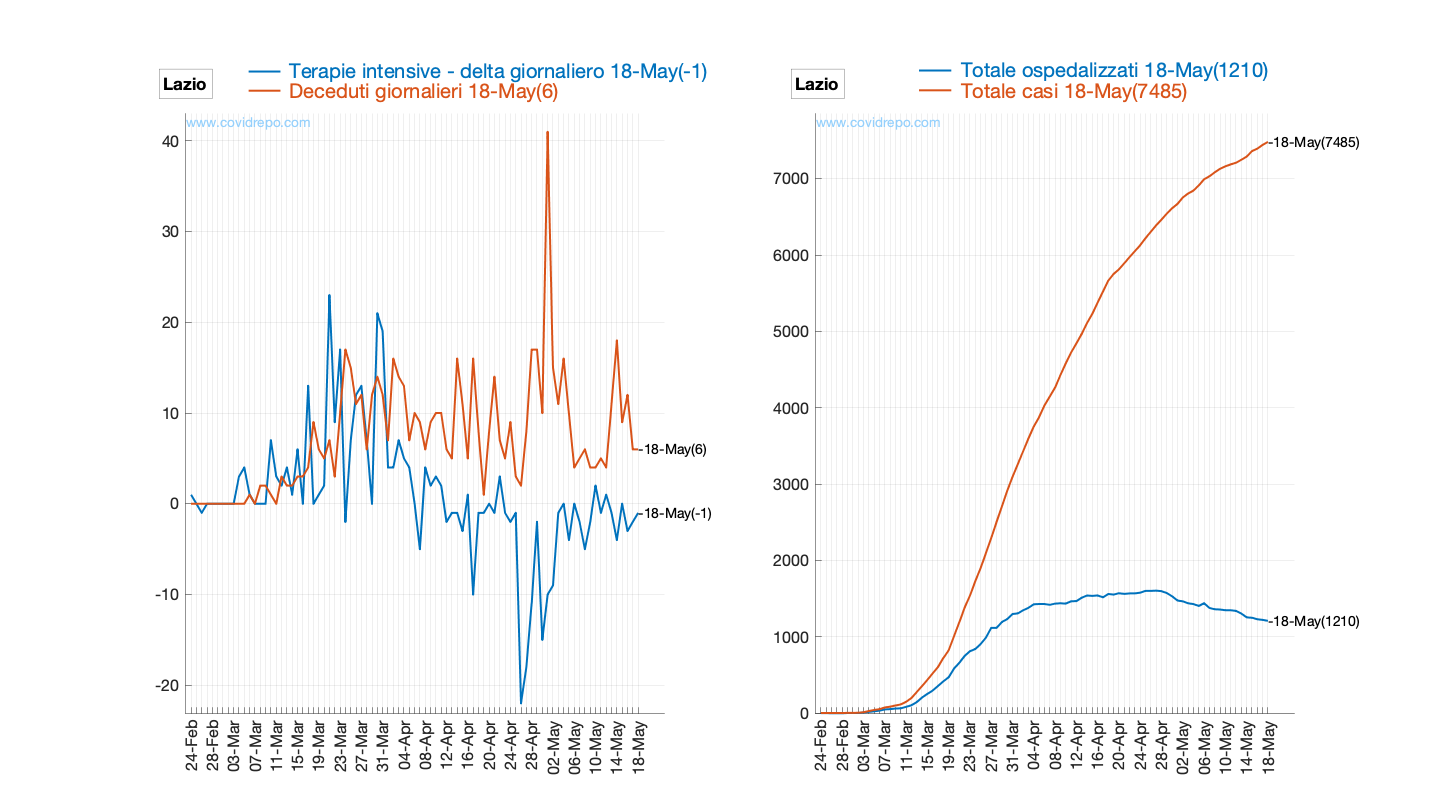 Lazio
Terapie intensive - delta giornaliero 18-May(-1)
Deceduti giornalieri 18-May(6)
www.covidrepo.com
40
30
20
10
0
-10
-20
18-May(6)
18-May(-1)
24-Feb
28-Feb
03-Mar
07-Mar
11-Mar
15-Mar
19-Mar
23-Mar
27-Mar
31-Mar
04-Apr
08-Apr
12-Apr
16-Apr
20-Apr
24-Apr
28-Apr
02-May
06-May
10-May
14-May
18-May
Lazio
Totale ospedalizzati 18-May(1210)
Totale casi 18-May(7485)
www.covidrepo.com
7000
6000
5000
4000
3000
2000
1000
0
18-May(7485)
18-May(1210)
24-Feb
28-Feb
03-Mar
07-Mar
11-Mar
15-Mar
19-Mar
23-Mar
27-Mar
31-Mar
04-Apr
08-Apr
12-Apr
16-Apr
20-Apr
24-Apr
28-Apr
02-May
06-May
10-May
14-May
18-May